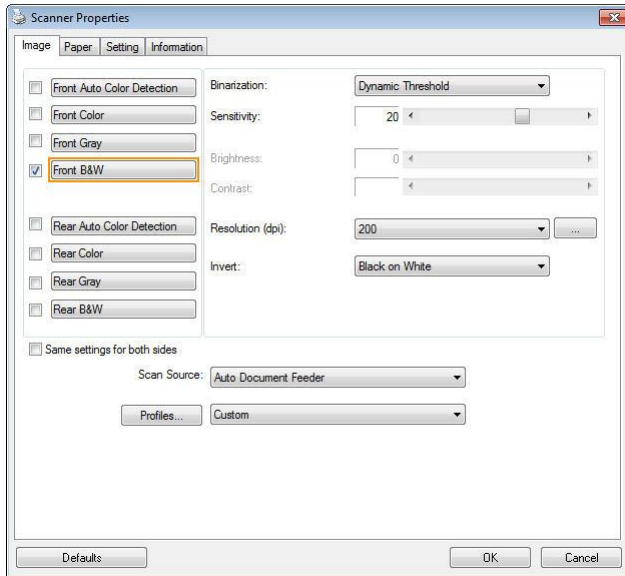 Scanner Properties
Image Paper Setting Information
Front Auto Color Detection
Front Color
Front Gray
Front B&W
Rear Auto Color Detection
Rear Color
Rear Gray
Rear B&W
Binarization: Dynamic Threshold
Sensitivity: 20
Brightness: 0
Contrast:
Resolution (dpi): 200 ...
Invert: Black on White
Same settings for both sides
Scan Source: Auto Document Feeder
Profiles... Custom
Defaults OK Cancel